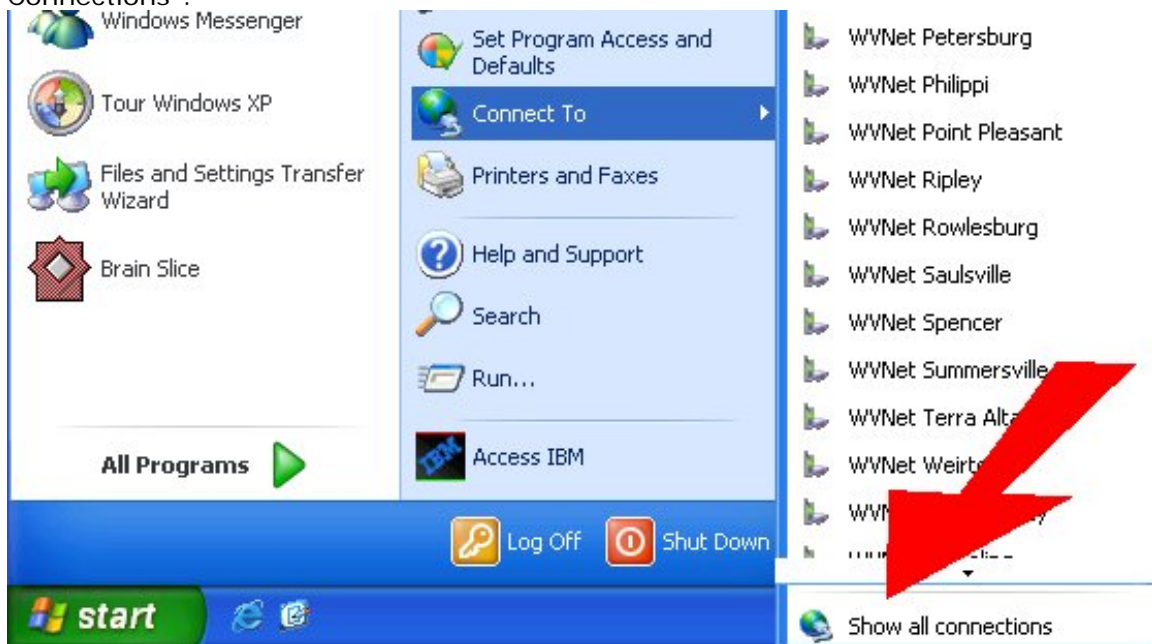 Connections".
Windows Messenger
Tour Windows XP
Files and Settings Transfer
Wizard
Brain Slice
All Programs
Set Program Access and
Defaults
Connect To
Printers and Faxes
Help and Support
Search
Run...
IBM
Access IBM
Log Off
Shut Down
WVNet Petersburg
WVNet Philippi
WVNet Point Pleasant
WVNet Ripley
WVNet Rowlesburg
WVNet Saulsville
WVNet Spencer
WVNet Summersville
WVNet Terra Alta
WVNet
Show all connections
start